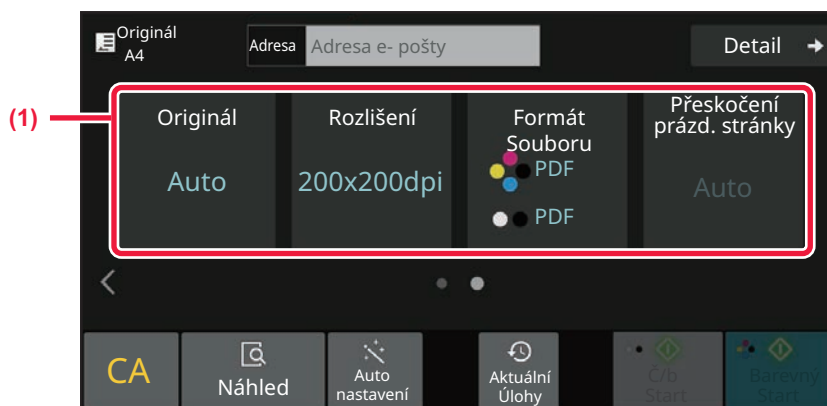 Originál
A4
Adresa
Adresa e- pošty
Detail
(1)
Originál
Auto
Rozlišení
200x200dpi
Formát
Souboru
PDF
PDF
Přeskočení
prázd. stránky
Auto
CA
Náhled
Auto
nastavení
Aktuální
Úlohy
Č/b
Start
Barevný
Start